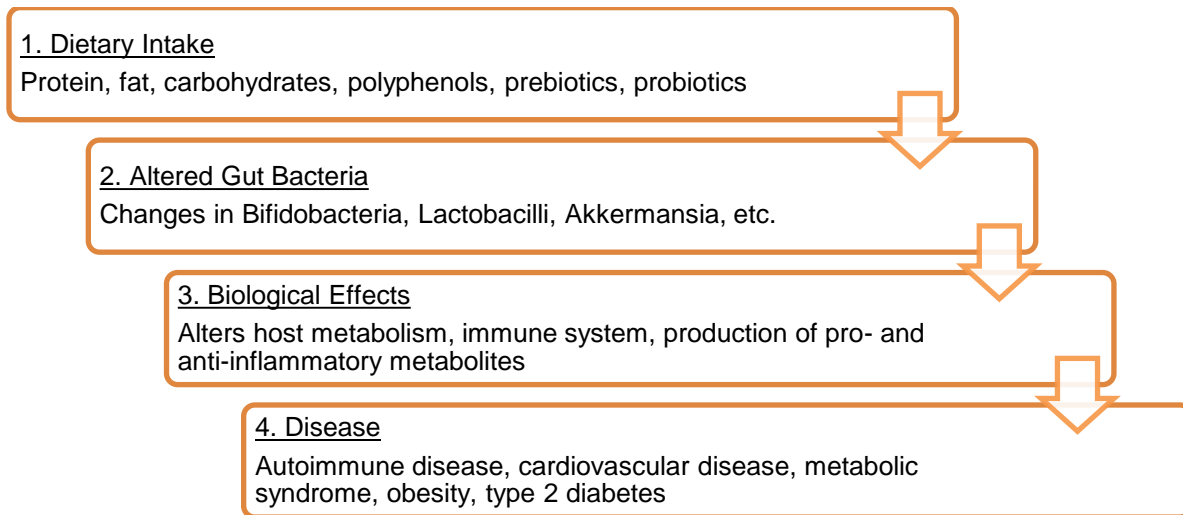 1. Dietary Intake
Protein, fat, carbohydrates, polyphenols, prebiotics, probiotics
2. Altered Gut Bacteria
Changes in Bifidobacteria, Lactobacilli, Akkermansia, etc.
3. Biological Effects
Alters host metabolism, immune system, production of pro- and
anti-inflammatory metabolites
4. Disease
Autoimmune disease, cardiovascular disease, metabolic
syndrome, obesity, type 2 diabetes